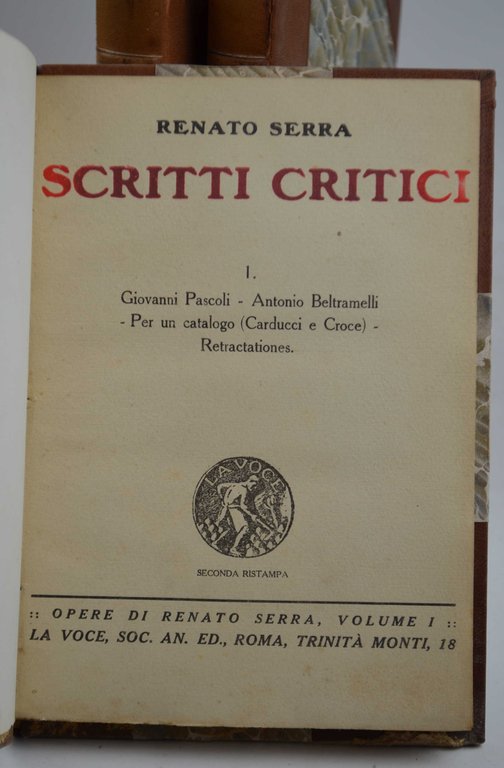 RENATO SERRA
SCRITTI CRITICI
I.
Giovanni Pascoli - Antonio Beltramelli
- Per un catalogo (Carducci e Croce) -
Retractationes.
LA VOCE
SECONDA RISTAMPA
:: OPERE DI RENATO SERRA, VOLUME I ::
LA VOCE, SOC. AN. ED., ROMA, TRINITÀ MONTI, 18